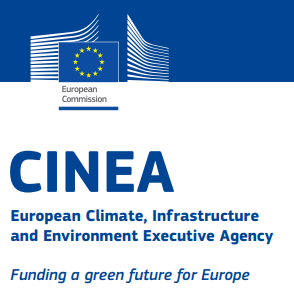 European
Commission
CINEA
European Climate, Infrastructure
and Environment Executive Agency
Funding a green future for Europe